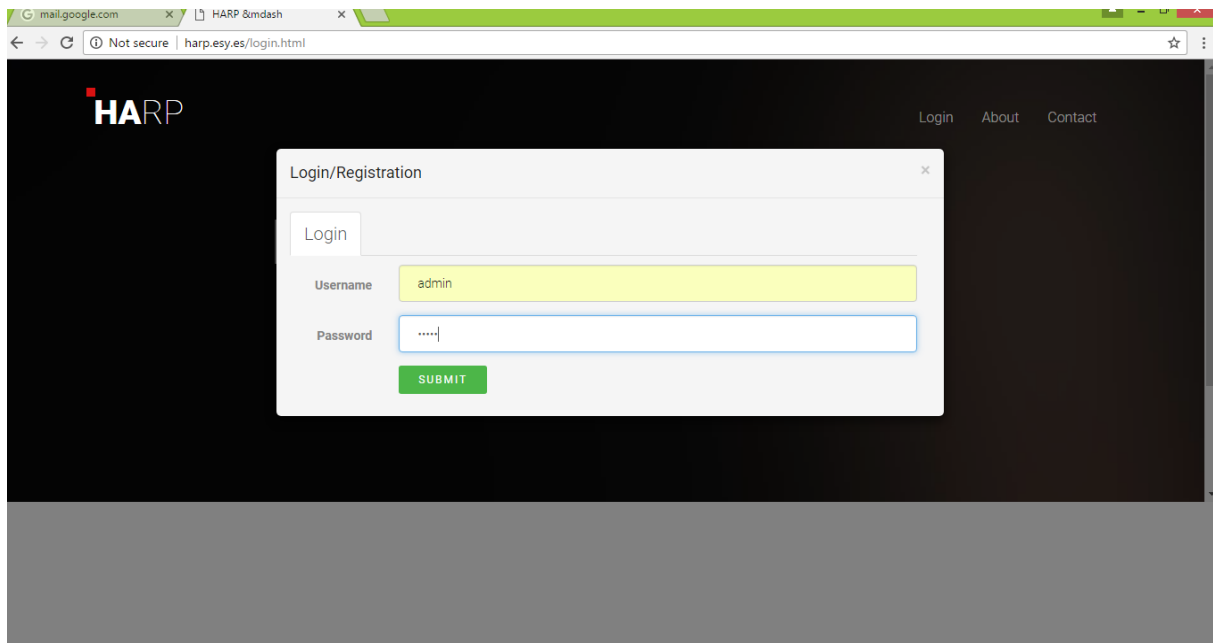 mail.google.com
HARP &mdash
Not secure | harp.esy.es/login.html
HARP
Login About Contact
Login/Registration
Login
Username admin
Password •••••
SUBMIT